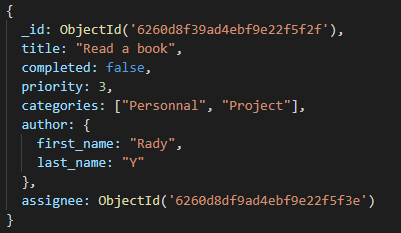 {
  _id: ObjectId('6260d8f39ad4ebf9e22f5f2f'),
  title: "Read a book",
  completed: false,
  priority: 3,
  categories: ["Personnal", "Project"],
  author: {
    first_name: "Rady",
    last_name: "Y"
  },
  assignee: ObjectId('6260d8df9ad4ebf9e22f5f3e')
}